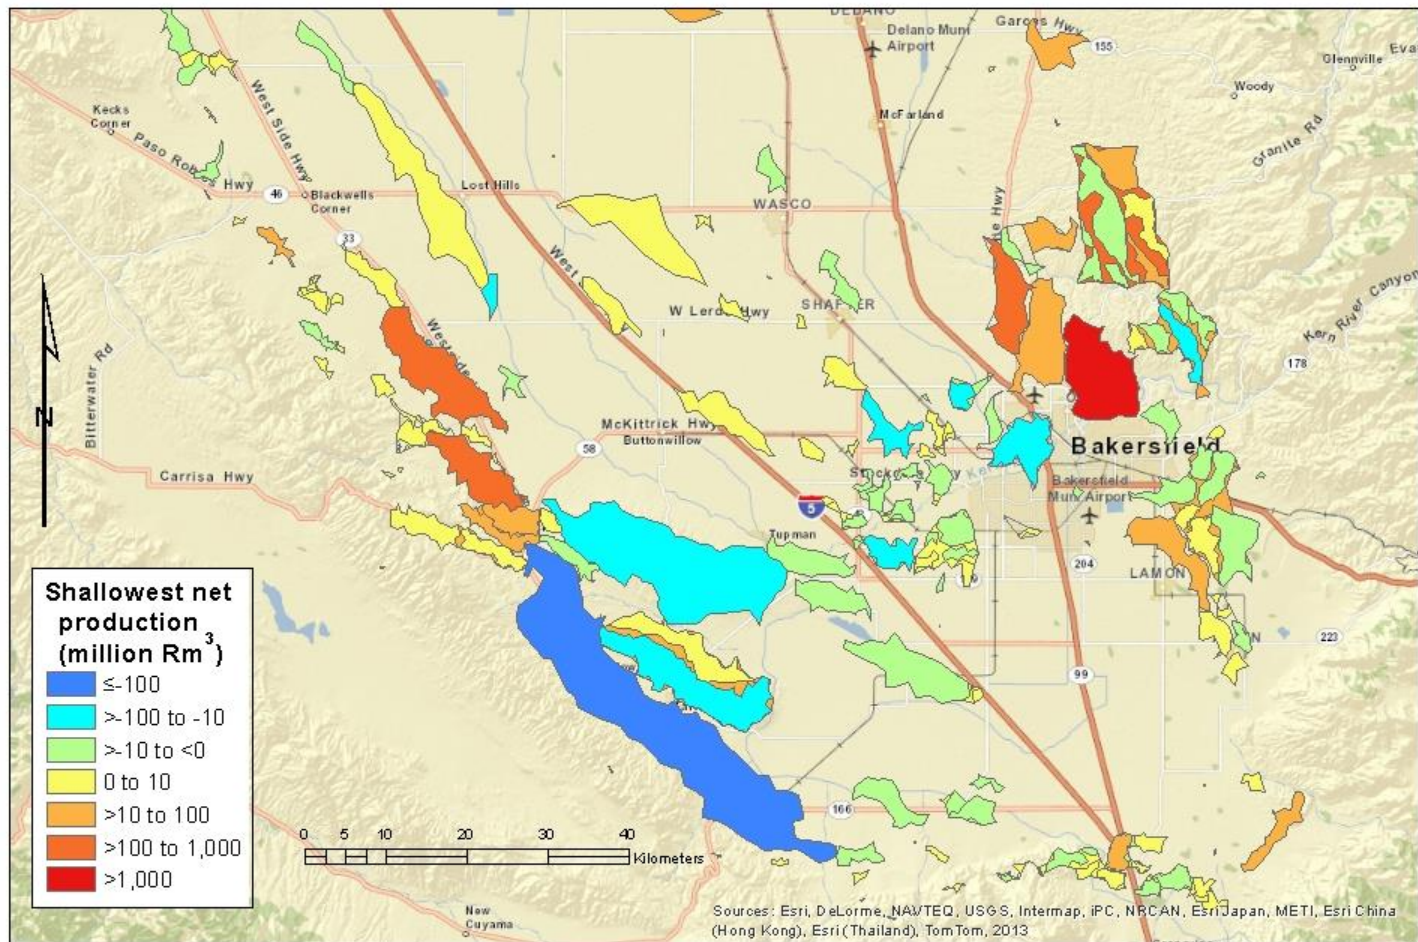 DELANO
Garces Hwy
Delano Muni
Airport
155
Glennville
Woody
West Side Hwy
Kecks
Corner
McFarland
Granite Rd
Paso Robles Hwy
46
Blackwells
Corner
Lost Hills
WASCO
33
Kern River Canyon
W Lerdo Hwy
SHAFTER
Bitterwater Rd
178
McKittrick Hwy
Buttonwillow
58
Bakersfield
N
Carrisa Hwy
Bakersfield
Muni Airport
5
43
Tupman
204
LAMON
223
99
166
Shallowest net
production
(million Rm3)
≤-100
>-100 to -10
>-10 to <0
0 to 10
>10 to 100
>100 to 1,000
>1,000
0 5 10 20 30 40
Kilometers
New
Cuyama
Sources: Esri, DeLorme, NAVTEQ, USGS, Intermap, iPC, NRCAN, Esri Japan, METI, Esri China
(Hong Kong), Esri (Thailand), TomTom, 2013